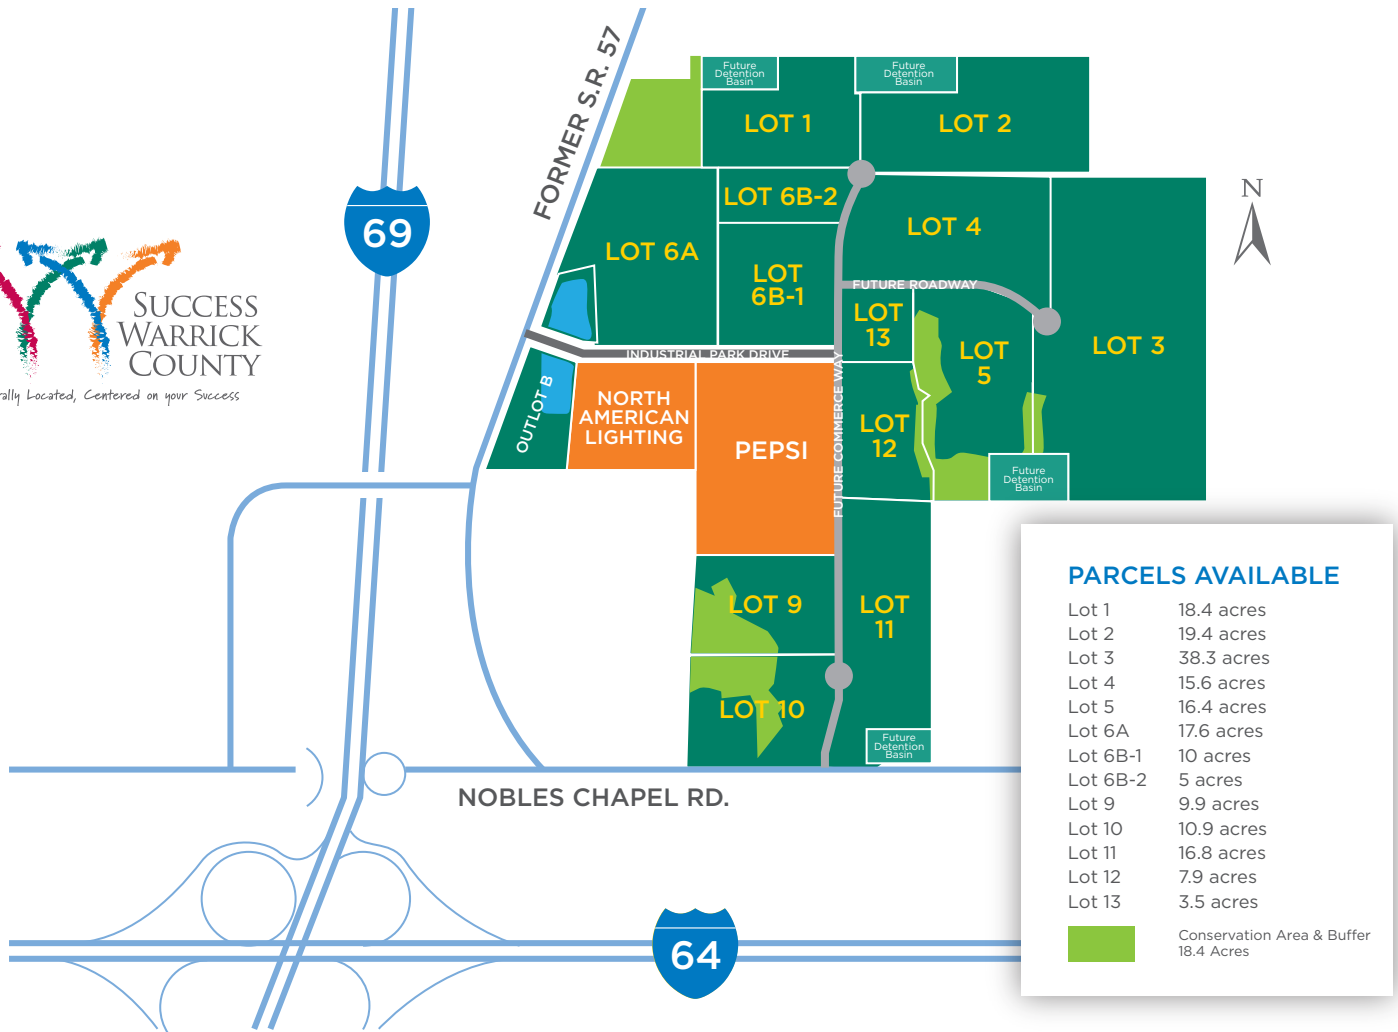 FORMER S.R. 57
Future
Detention
Basin
Future
Detention
Basin
LOT 1
LOT 2
69
LOT 6B-2
LOT 6A
LOT
6B-1
LOT 4
N
FUTURE ROADWAY
LOT
13
LOT
5
LOT 3
SUCCESS
WARRICK
COUNTY
Located, Centered on your Success
INDUSTRIAL PARK DRIVE
FUTURE COMMERCE WAY
OUTLOT B
NORTH
AMERICAN
LIGHTING
PEPSI
LOT
12
Future
Detention
Basin
LOT 9
LOT
11
LOT 10
Future
Detention
Basin
NOBLES CHAPEL RD.
64
PARCELS AVAILABLE
Lot 1 18.4 acres
Lot 2 19.4 acres
Lot 3 38.3 acres
Lot 4 15.6 acres
Lot 5 16.4 acres
Lot 6A 17.6 acres
Lot 6B-1 10 acres
Lot 6B-2 5 acres
Lot 9 9.9 acres
Lot 10 10.9 acres
Lot 11 16.8 acres
Lot 12 7.9 acres
Lot 13 3.5 acres
Conservation Area & Buffer
18.4 Acres